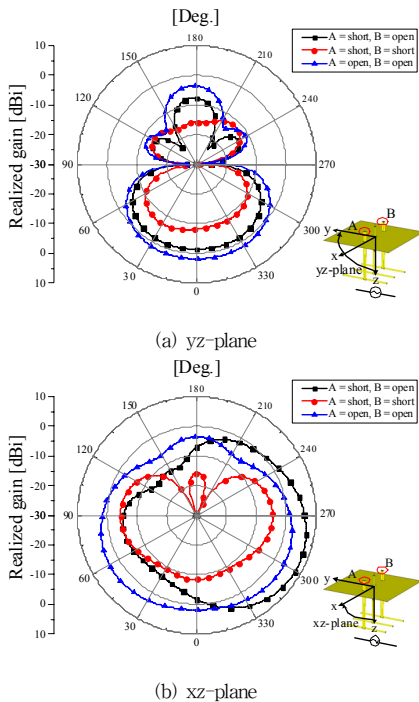 [Deg.]
A = short, B = open
A = short, B = short
A = open, B = open
Realized gain [dBi]
10
0
-10
-20
-30
-20
-10
0
10
180
150
210
120
240
90
270
60
300
30
330
0
A
B
y
x
z
yz-plane
(a) yz-plane
[Deg.]
A = short, B = open
A = short, B = short
A = open, B = open
Realized gain [dBi]
10
0
-10
-20
-30
-20
-10
0
10
180
150
210
120
240
90
270
60
300
30
330
0
A
B
y
x
z
xz-plane
(b) xz-plane